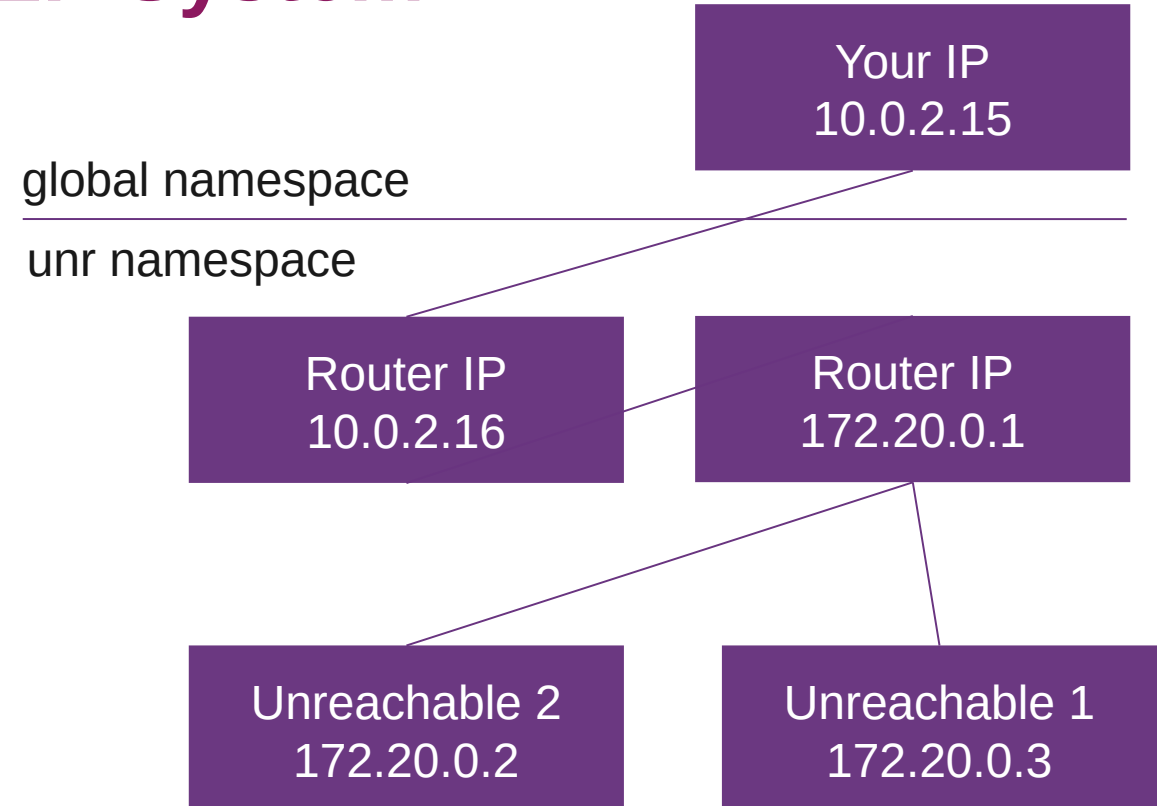 System
Your IP
10.0.2.15
global namespace
unr namespace
Router IP
10.0.2.16
Router IP
172.20.0.1
Unreachable 2
172.20.0.2
Unreachable 1
172.20.0.3